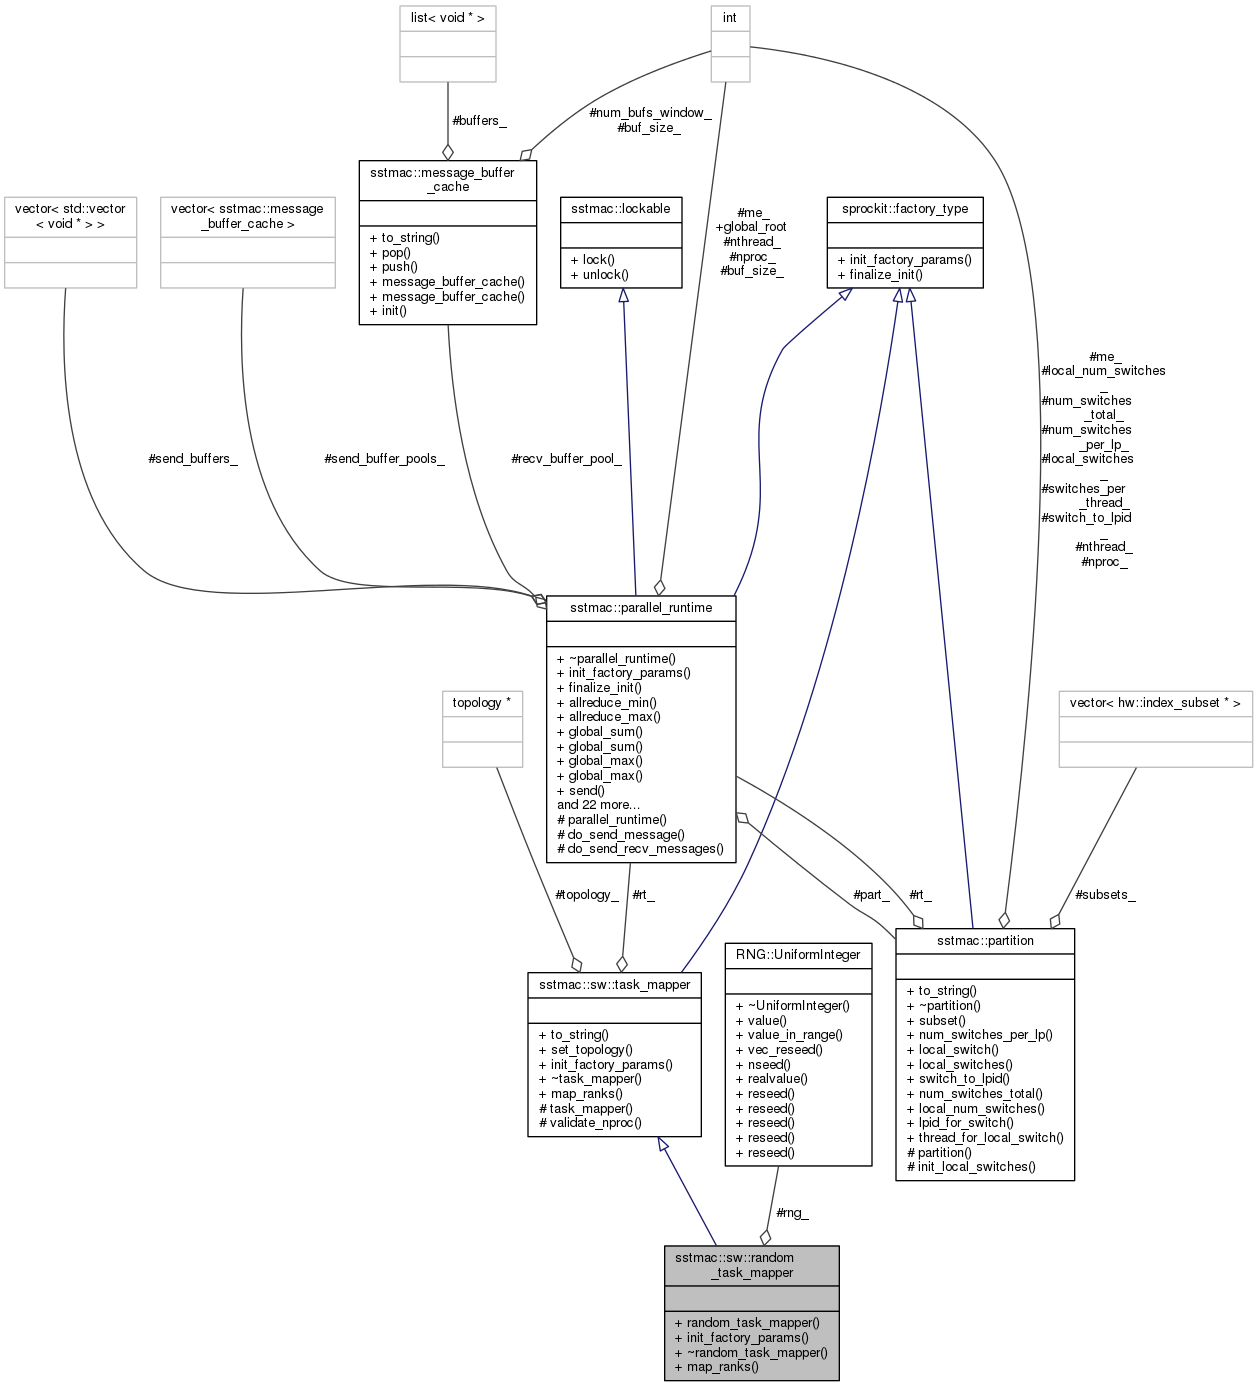 list< void * >
int
#buffers_
#num_bufs_window_
#buf_size_
sstmac::message_buffer
_cache
+ to_string()
+ pop()
+ push()
+ message_buffer_cache()
+ message_buffer_cache()
+ init()
vector< std::vector
< void * > >
vector< sstmac::message
_buffer_cache >
sstmac::lockable
+ lock()
+ unlock()
#me_
+global_root
#nthread_
#nproc_
#buf_size_
sprockit::factory_type
+ init_factory_params()
+ finalize_init()
#me_
#local_num_switches
_
#num_switches
_total_
#num_switches
_per_lp_
#local_switches
_
#switches_per
_thread_
#switch_to_lpid
_
#nthread_
#nproc_
#send_buffers_
#send_buffer_pools_
#recv_buffer_pool_
sstmac::parallel_runtime
+ ~parallel_runtime()
+ init_factory_params()
+ finalize_init()
+ allreduce_min()
+ allreduce_max()
+ global_sum()
+ global_sum()
+ global_max()
+ global_max()
+ send()
and 22 more...
# parallel_runtime()
# do_send_message()
# do_send_recv_messages()
topology *
vector< hw::index_subset * >
#topology_
#rt_
#part_
#rt_
#subsets_
sstmac::sw::task_mapper
+ to_string()
+ set_topology()
+ init_factory_params()
+ ~task_mapper()
+ map_ranks()
# task_mapper()
# validate_nproc()
RNG::UniformInteger
+ ~UniformInteger()
+ value()
+ value_in_range()
+ vec_reseed()
+ nseed()
+ realvalue()
+ reseed()
+ reseed()
+ reseed()
+ reseed()
+ reseed()
sstmac::partition
+ to_string()
+ ~partition()
+ subset()
+ num_switches_per_lp()
+ local_switch()
+ local_switches()
+ switch_to_lpid()
+ num_switches_total()
+ local_num_switches()
+ lpid_for_switch()
+ thread_for_local_switch()
# partition()
# init_local_switches()
#rng_
sstmac::sw::random
_task_mapper
+ random_task_mapper()
+ init_factory_params()
+ ~random_task_mapper()
+ map_ranks()